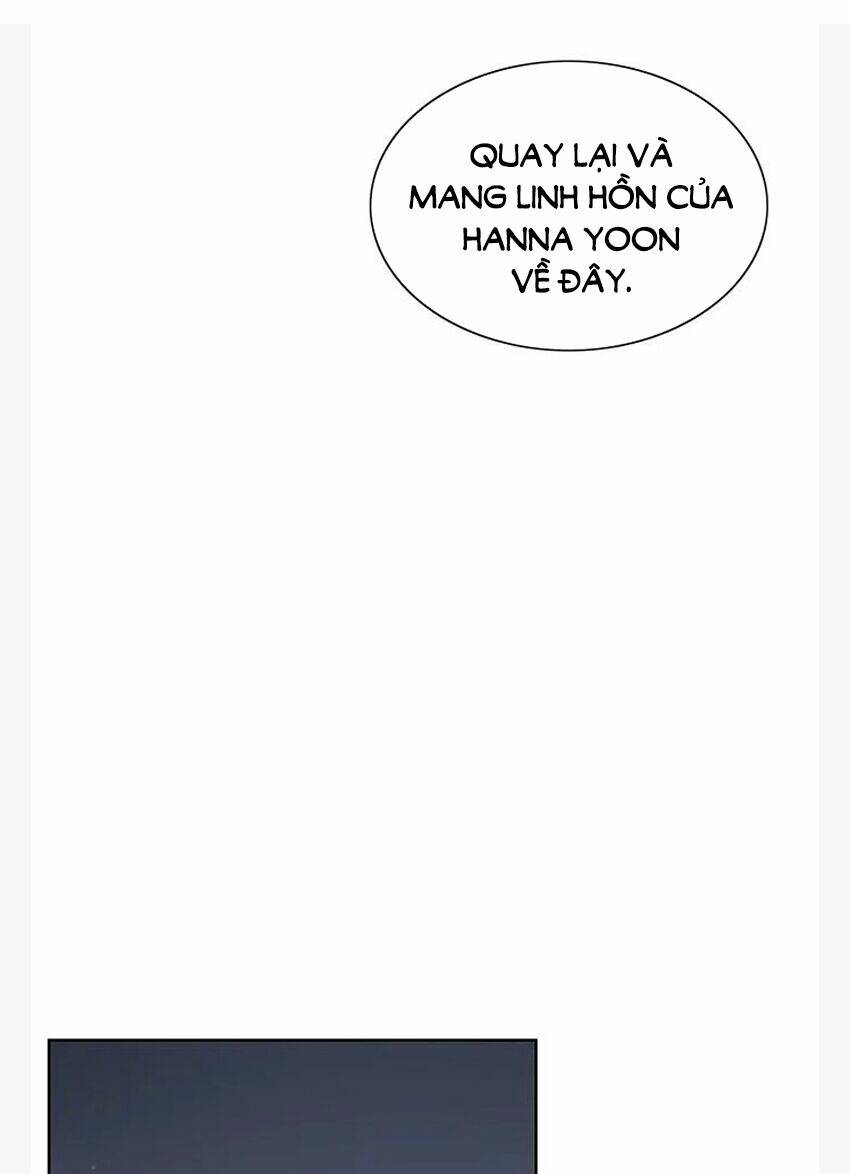 QUAY LẠI VÀ
MANG LINH HỒN CỦA
HANNA YOON
VỀ ĐÂY.